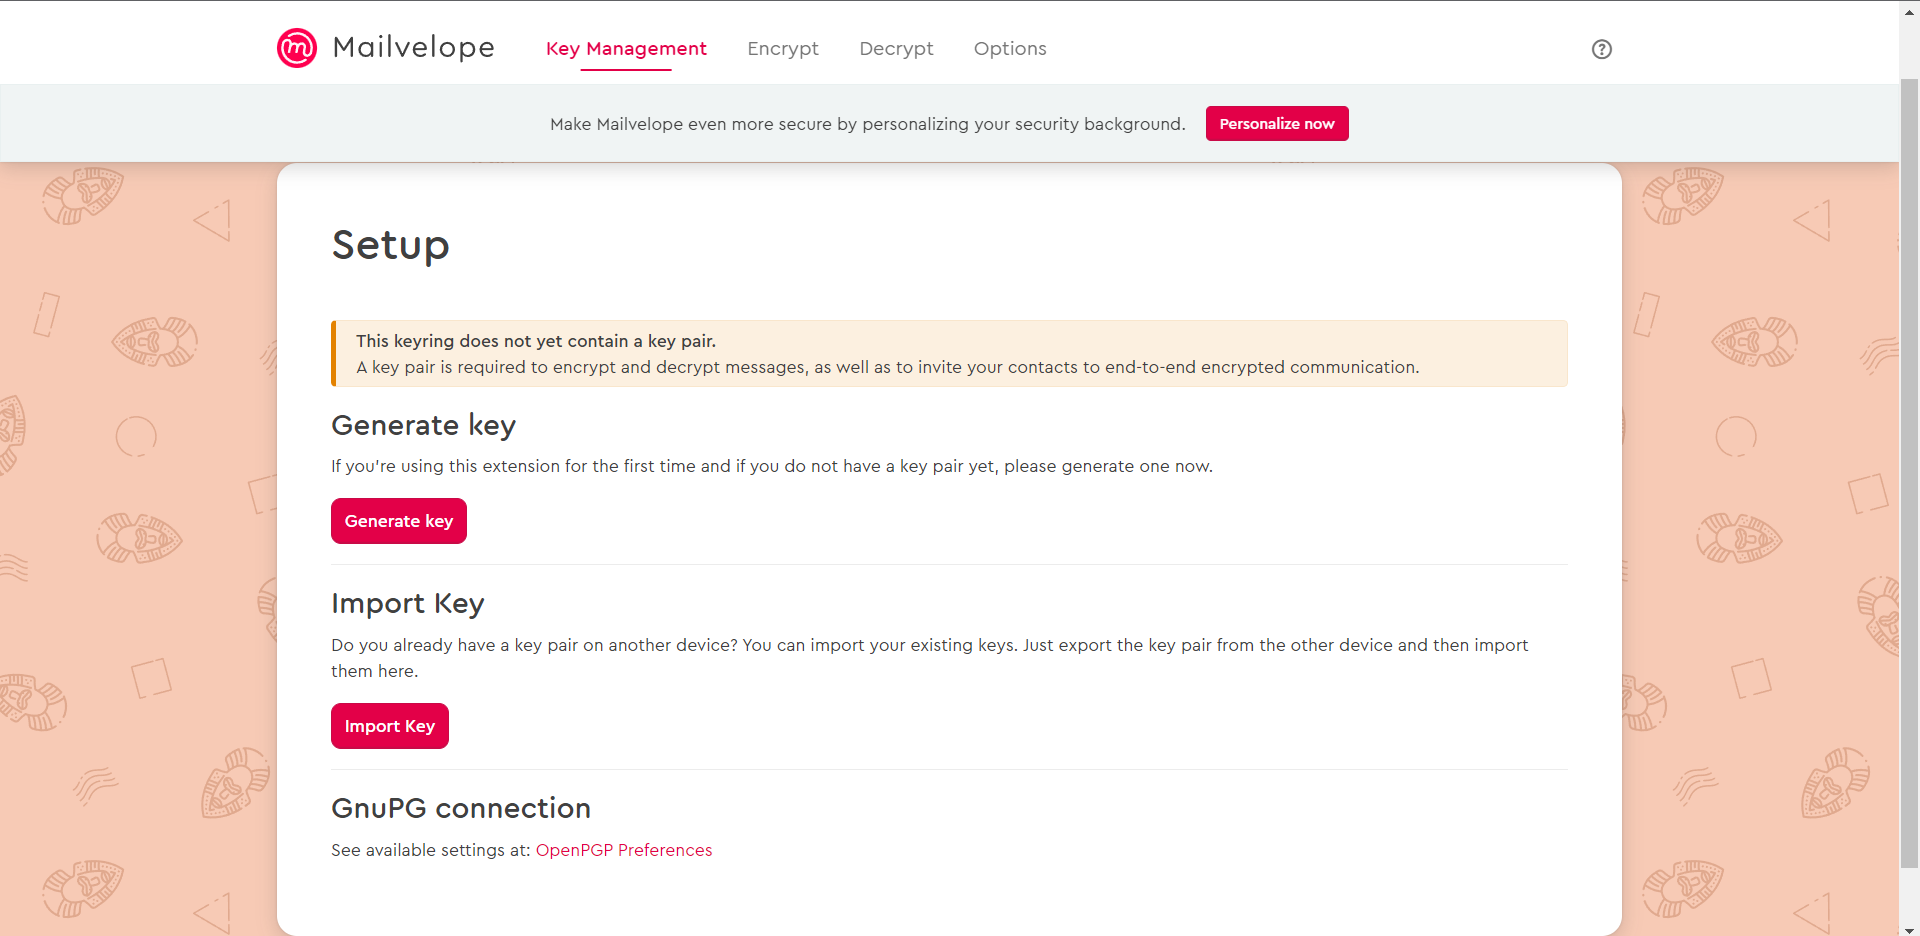 Mailvelope
Key Management
Encrypt
Decrypt
Options
Make Mailvelope even more secure by personalizing your security background.
Personalize now
Setup
This keyring does not yet contain a key pair.
A key pair is required to encrypt and decrypt messages, as well as to invite your contacts to end-to-end encrypted communication.
Generate key
If you're using this extension for the first time and if you do not have a key pair yet, please generate one now.
Generate key
Import Key
Do you already have a key pair on another device? You can import your existing keys. Just export the key pair from the other device and then import
them here.
Import Key
GnuPG connection
See available settings at: OpenPGP Preferences